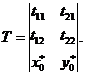 t₁₁ t₂₁
T = t₁₂ t₂₂
x₀⁺ y₀⁺